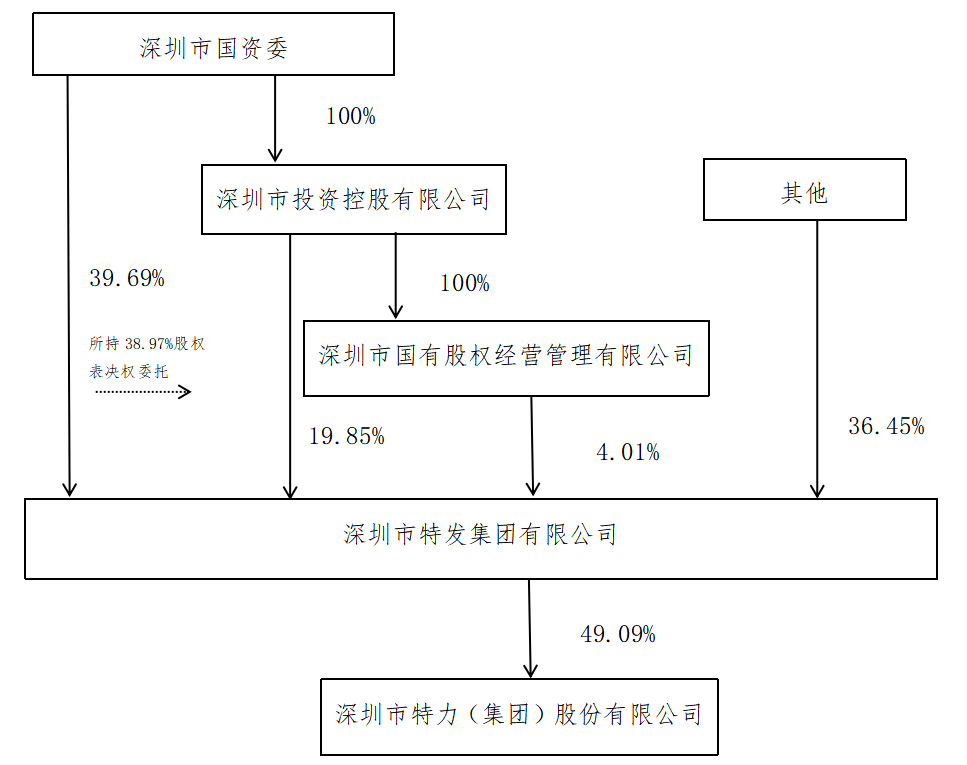 深圳市国资委
100%
深圳市投资控股有限公司
其他
39.69%
100%
所持 38.97%股权
表决权委托
深圳市国有股权经营管理有限公司
19.85%
4.01%
36.45%
深圳市特发集团有限公司
49.09%
深圳市特力（集团）股份有限公司